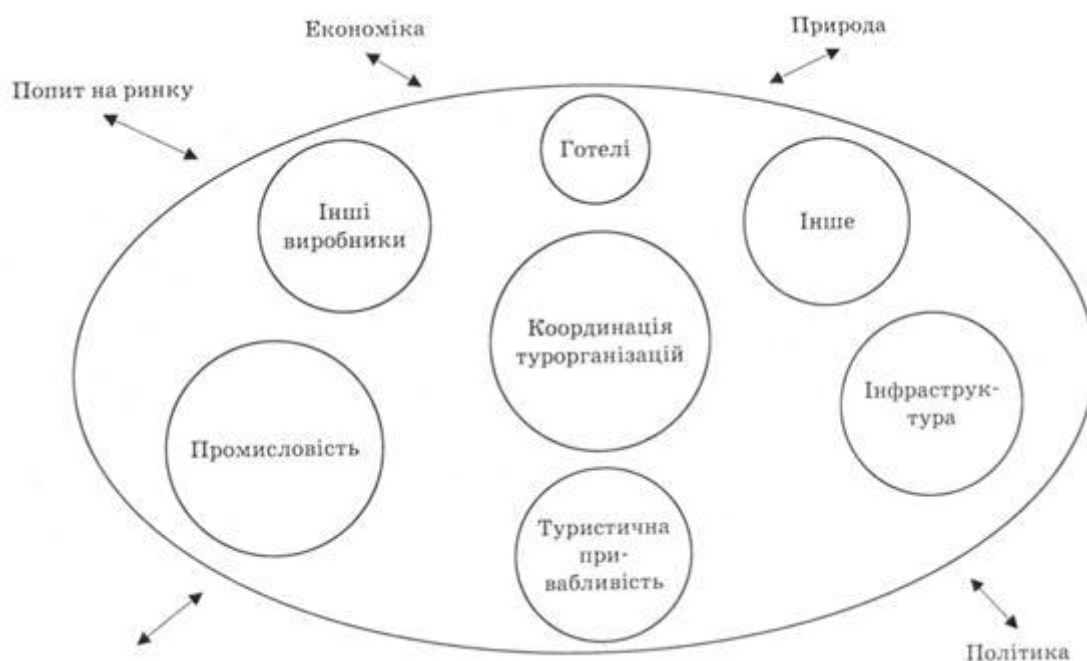 Економіка
Природа
Попит на ринку
Готелі
Інші
виробники
Інше
Координація
турорганізацій
Інфраструк-
тура
Промисловість
Туристична
при-
вабливість
Політика